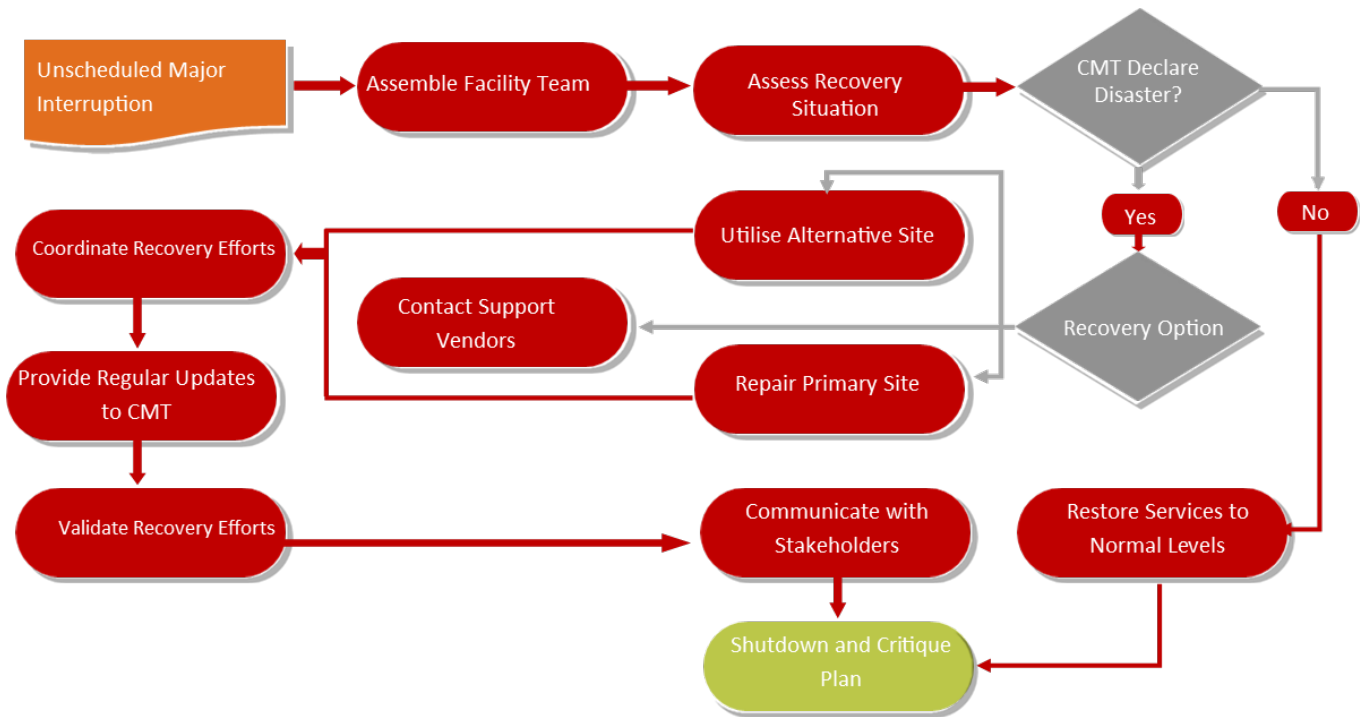 Unscheduled Major
Interruption
Assemble Facility Team
Assess Recovery
Situation
CMT Declare
Disaster?
Yes
No
Coordinate Recovery Efforts
Utilise Alternative Site
Contact Support
Vendors
Recovery Option
Provide Regular Updates
to CMT
Repair Primary Site
Validate Recovery Efforts
Communicate with
Stakeholders
Restore Services to
Normal Levels
Shutdown and Critique
Plan